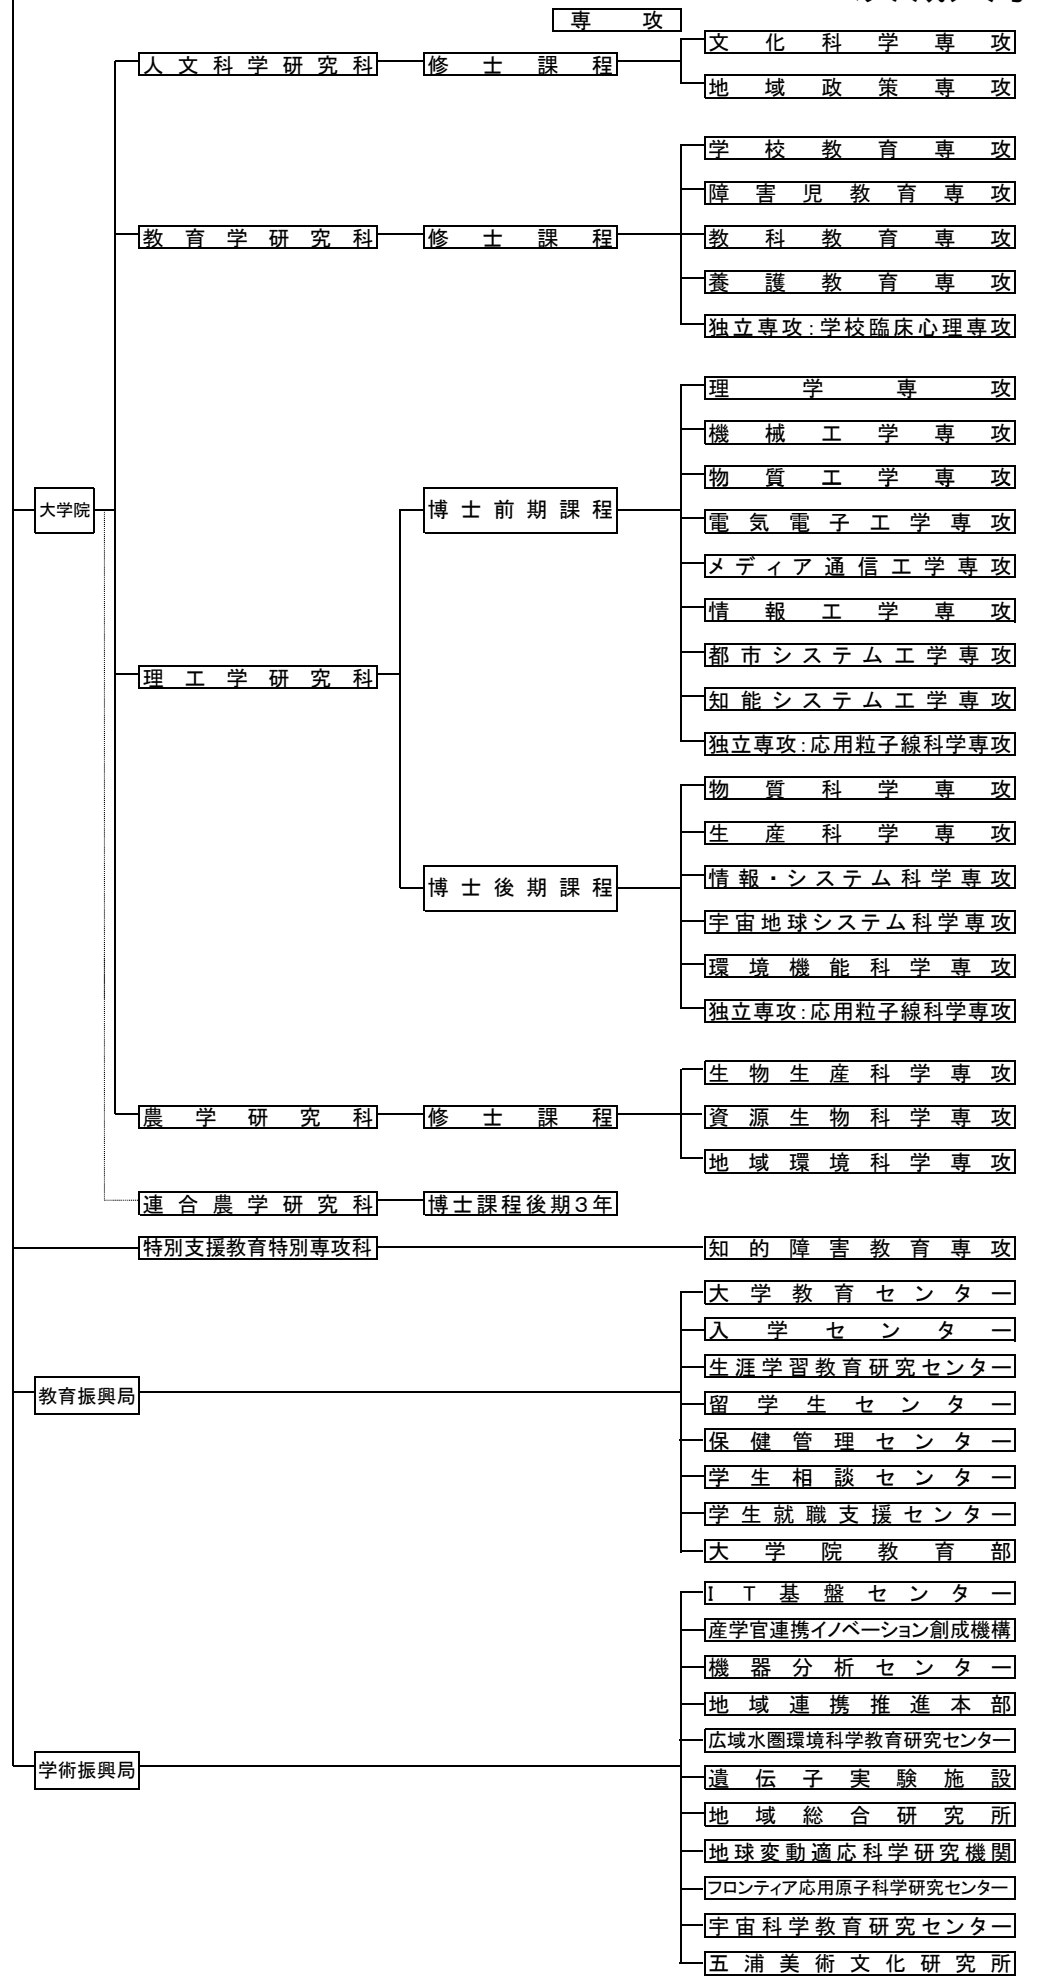 専攻
文化科学専攻
人文科学研究科 修士課程
地域政策専攻
学校教育専攻
障害児教育専攻
教育学研究科 修士課程 教科教育専攻
養護教育専攻
独立専攻:学校臨床心理専攻
理学専攻
機械工学専攻
物質工学専攻
大学院 博士前期課程
電気電子工学専攻
メディア通信工学専攻
情報工学専攻
都市システム工学専攻
理工学研究科
知能システム工学専攻
独立専攻:応用粒子線科学専攻
物質科学専攻
生産科学専攻
博士後期課程 情報・システム科学専攻
宇宙地球システム科学専攻
環境機能科学専攻
独立専攻:応用粒子線科学専攻
生物生産科学専攻
農学研究科 修士課程 資源生物科学専攻
地域環境科学専攻
連合農学研究科 博士課程後期3年
特別支援教育特別専攻科 知的障害教育専攻
大学教育センター
入学センター
生涯学習教育研究センター
教育振興局 留学生センター
保健管理センター
学生相談センター
学生就職支援センター
大学院教育部
IT基盤センター
産学官連携イノベーション創成機構
機器分析センター
地域連携推進本部
広域水圏環境科学教育研究センター
学術振興局 遺伝子実験施設
地域総合研究所
地球変動適応科学研究機関
フロンティア応用原子科学研究センター
宇宙科学教育研究センター
五浦美術文化研究所